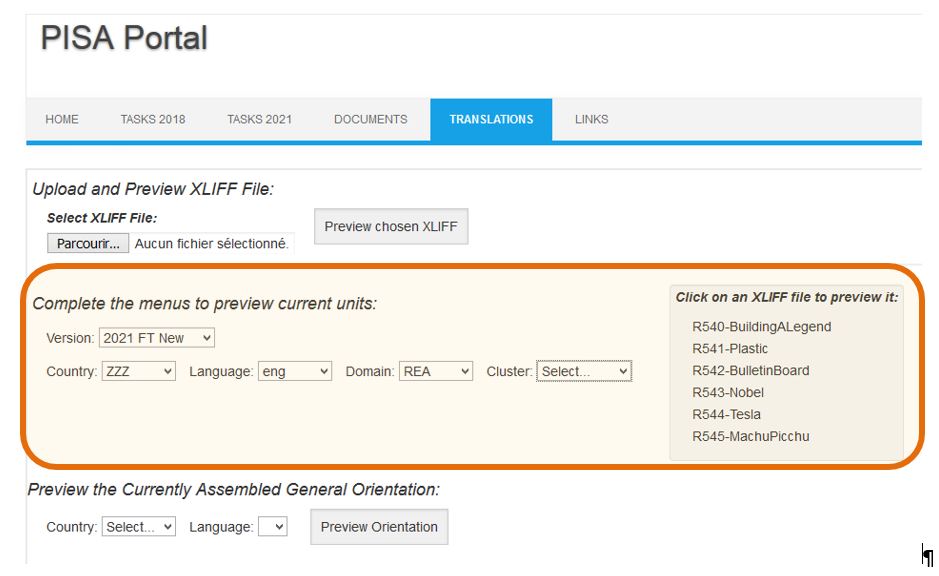 PISA Portal
HOME TASKS 2018 TASKS 2021 DOCUMENTS TRANSLATIONS LINKS
Upload and Preview XLIFF File:
Select XLIFF File:
Preview chosen XLIFF
Parcourir... Aucun fichier sélectionné.
Complete the menus to preview current units:
Version: 2021 FT New
Country: ZZZ Language: eng Domain: REA Cluster: Select...
Click on an XLIFF file to preview it:
R540-BuildingALegend
R541-Plastic
R542-BulletinBoard
R543-Nobel
R544-Tesla
R545-MachuPicchu
Preview the Currently Assembled General Orientation:
Country: Select... Language: Preview Orientation
¶